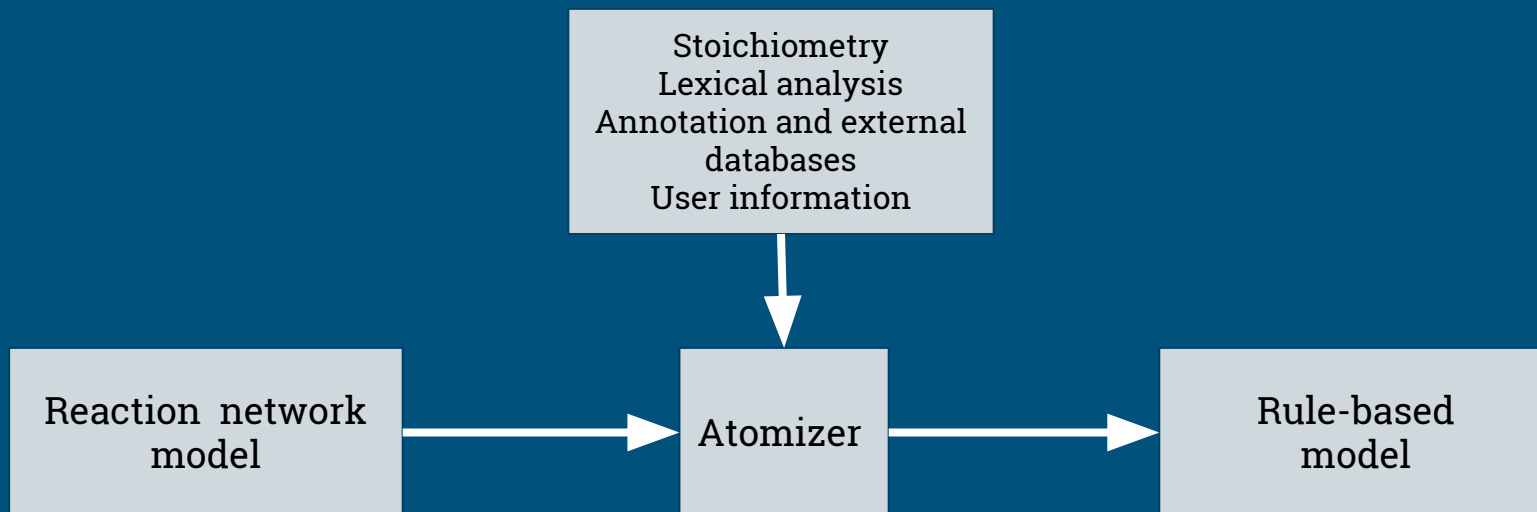 Stoichiometry
Lexical analysis
Annotation and external
databases
User information
Reaction network
model
Atomizer
Rule-based
model